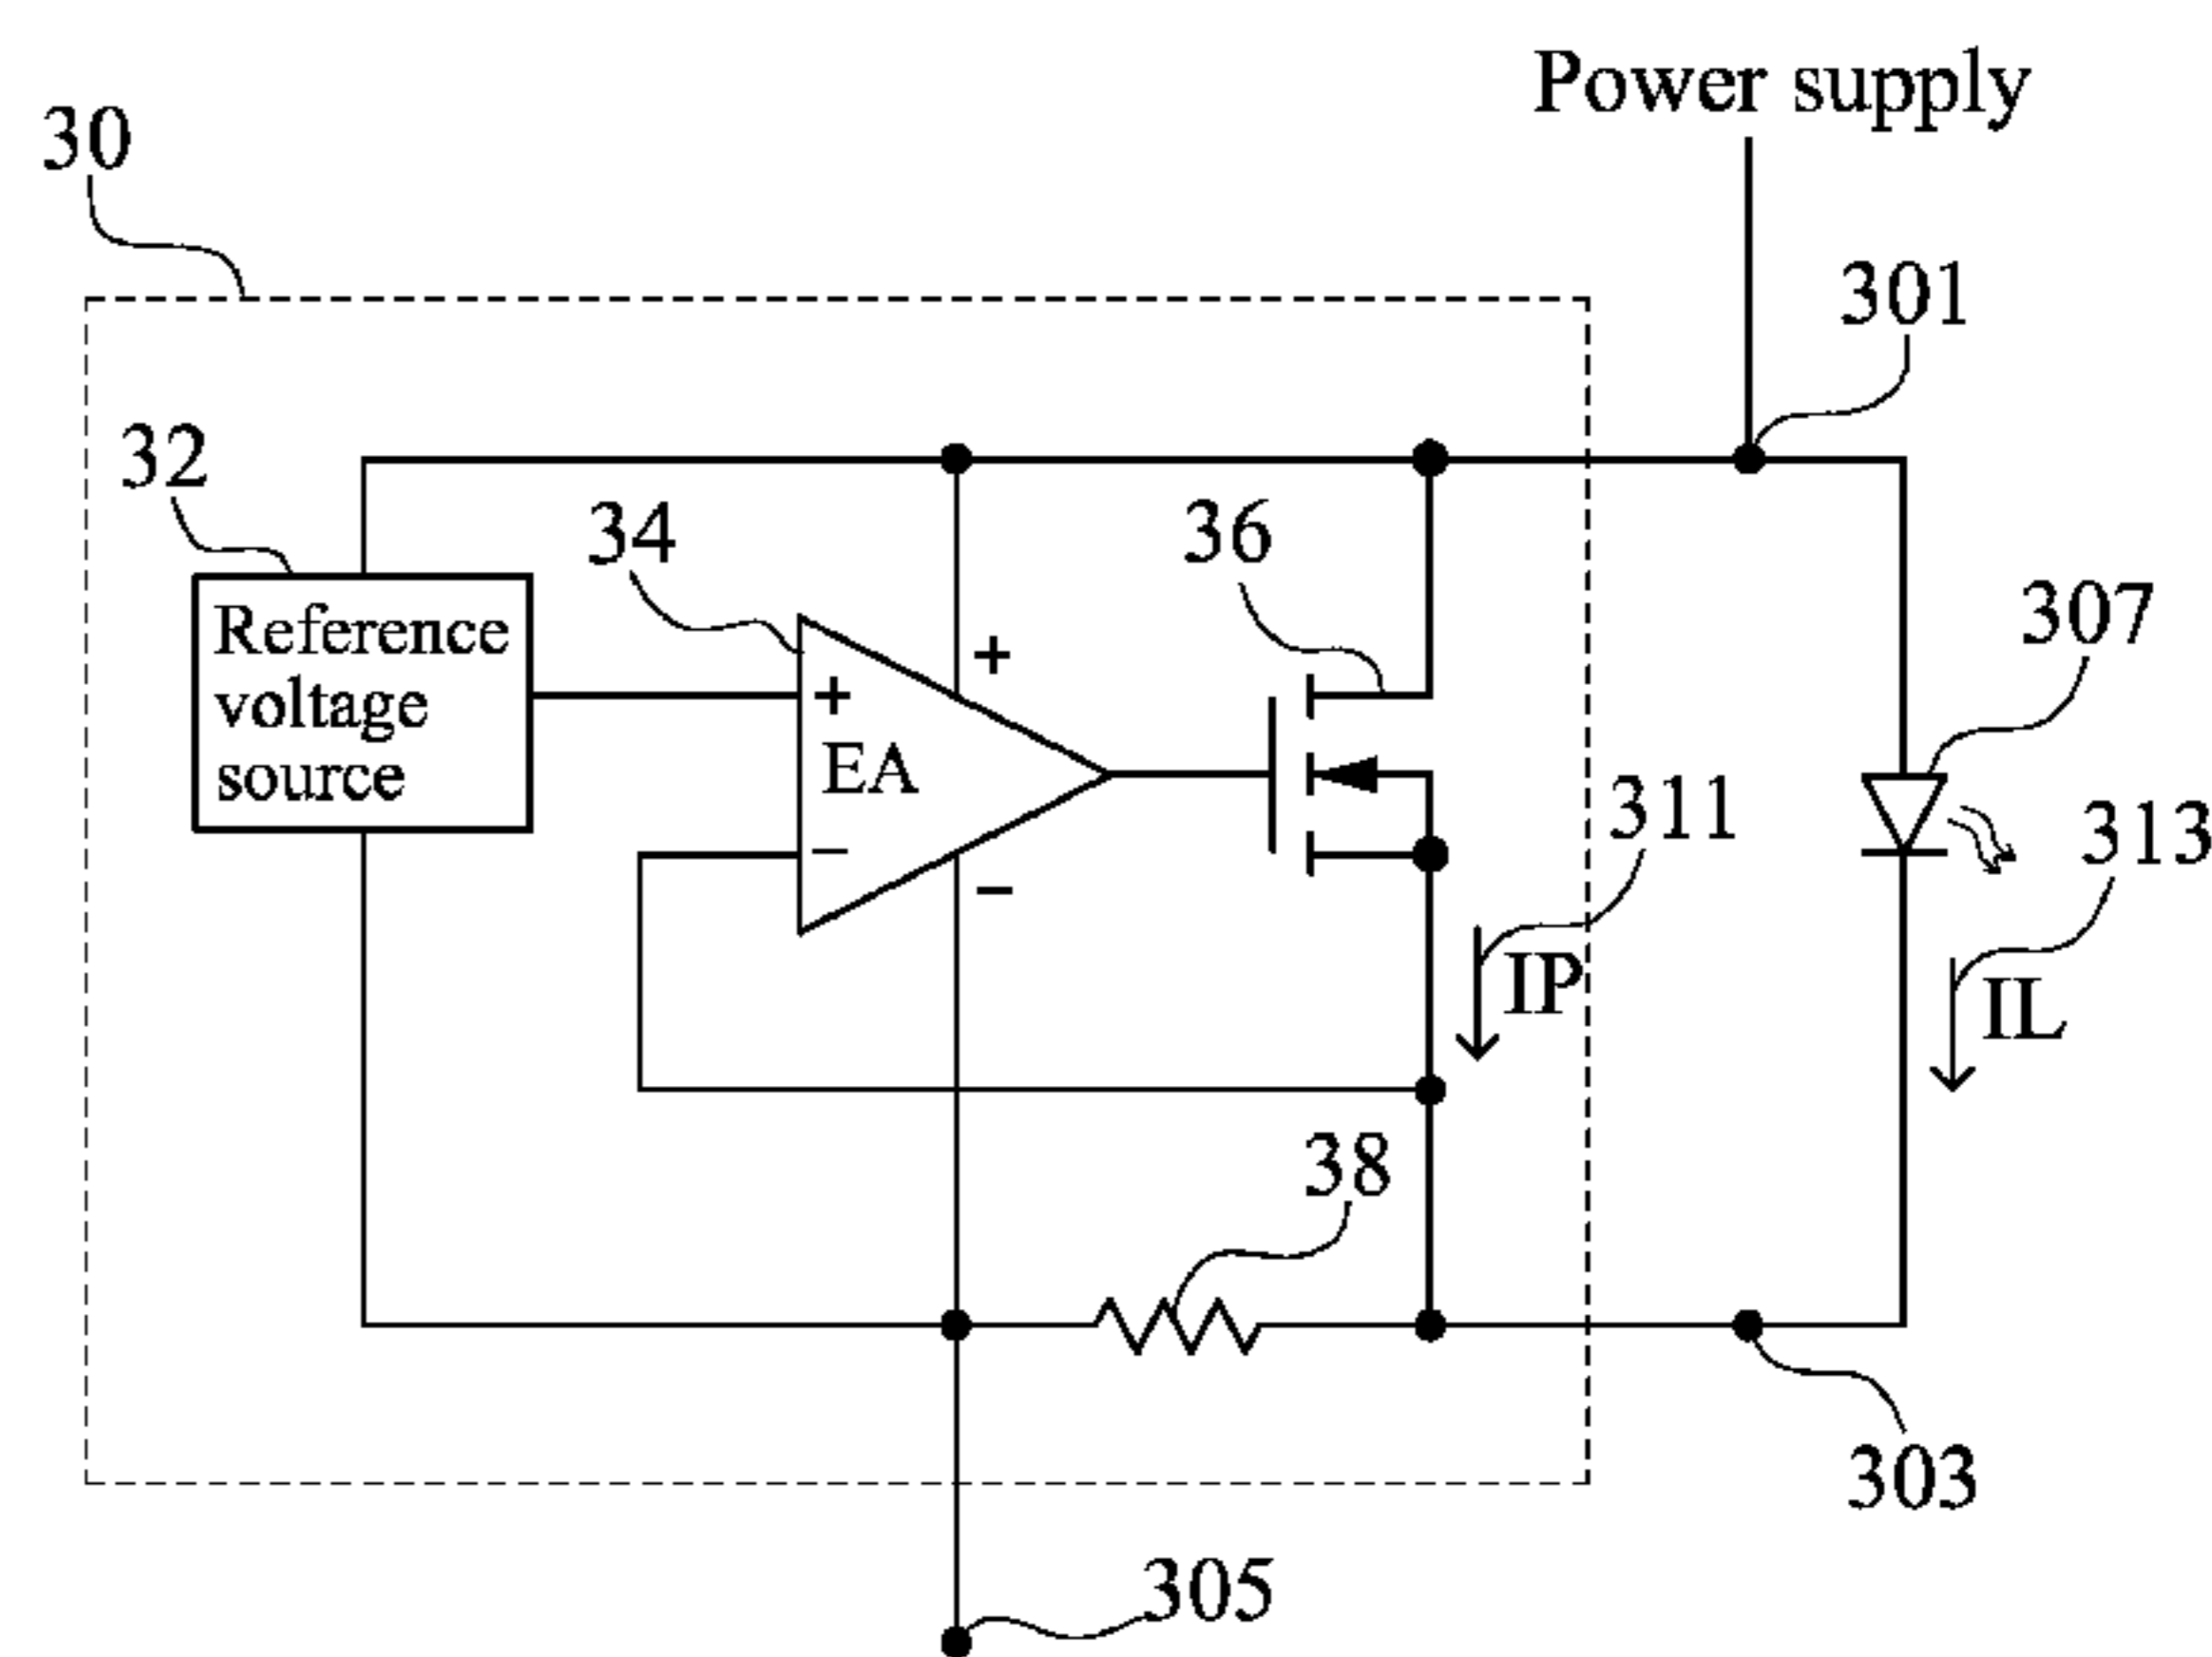 Power supply
30
301
32
34
36
307
Reference
voltage
source
+
+
EA
−
−
311
313
IP
IL
38
303
305